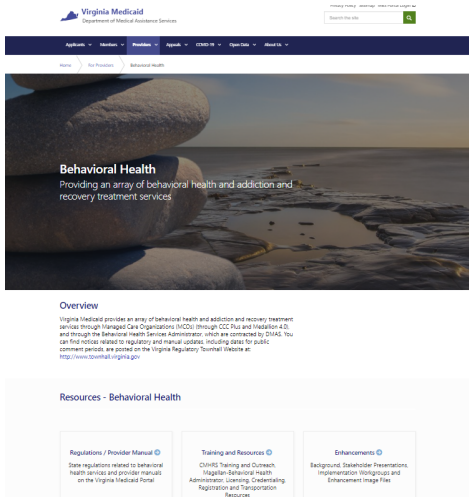 Virginia Medicaid
Department of Medical Assistance Services
Search the site
Applicants Members Providers Appeals COVID-19 Open Data About Us
Home For Providers Behavioral Health
Behavioral Health
Providing an array of behavioral health and addiction and
recovery treatment services
Overview
Virginia Medicaid provides an array of behavioral health and addiction and recovery treatment
services through Managed Care Organizations (MCOs) (through CCC Plus and Medallion 4.0),
and through the Behavioral Health Services Administrator, which are contracted by DMAS. You
can find notices related to regulatory and manual updates, including dates for public
comment periods, are posted on the Virginia Regulatory Townhall Website at:
http://www.townhall.virginia.gov
Resources - Behavioral Health
Regulations / Provider Manual
State regulations related to behavioral
health services and provider manuals
on the Virginia Medicaid Portal
Training and Resources
CMHRS Training and Outreach,
Magellan-Behavioral Health
Administrator, Licensing, Credentialing,
Registration and Transportation
Resources
Enhancements
Background, Stakeholder Presentations,
Implementation Workgroups and
Enhancement Image Files